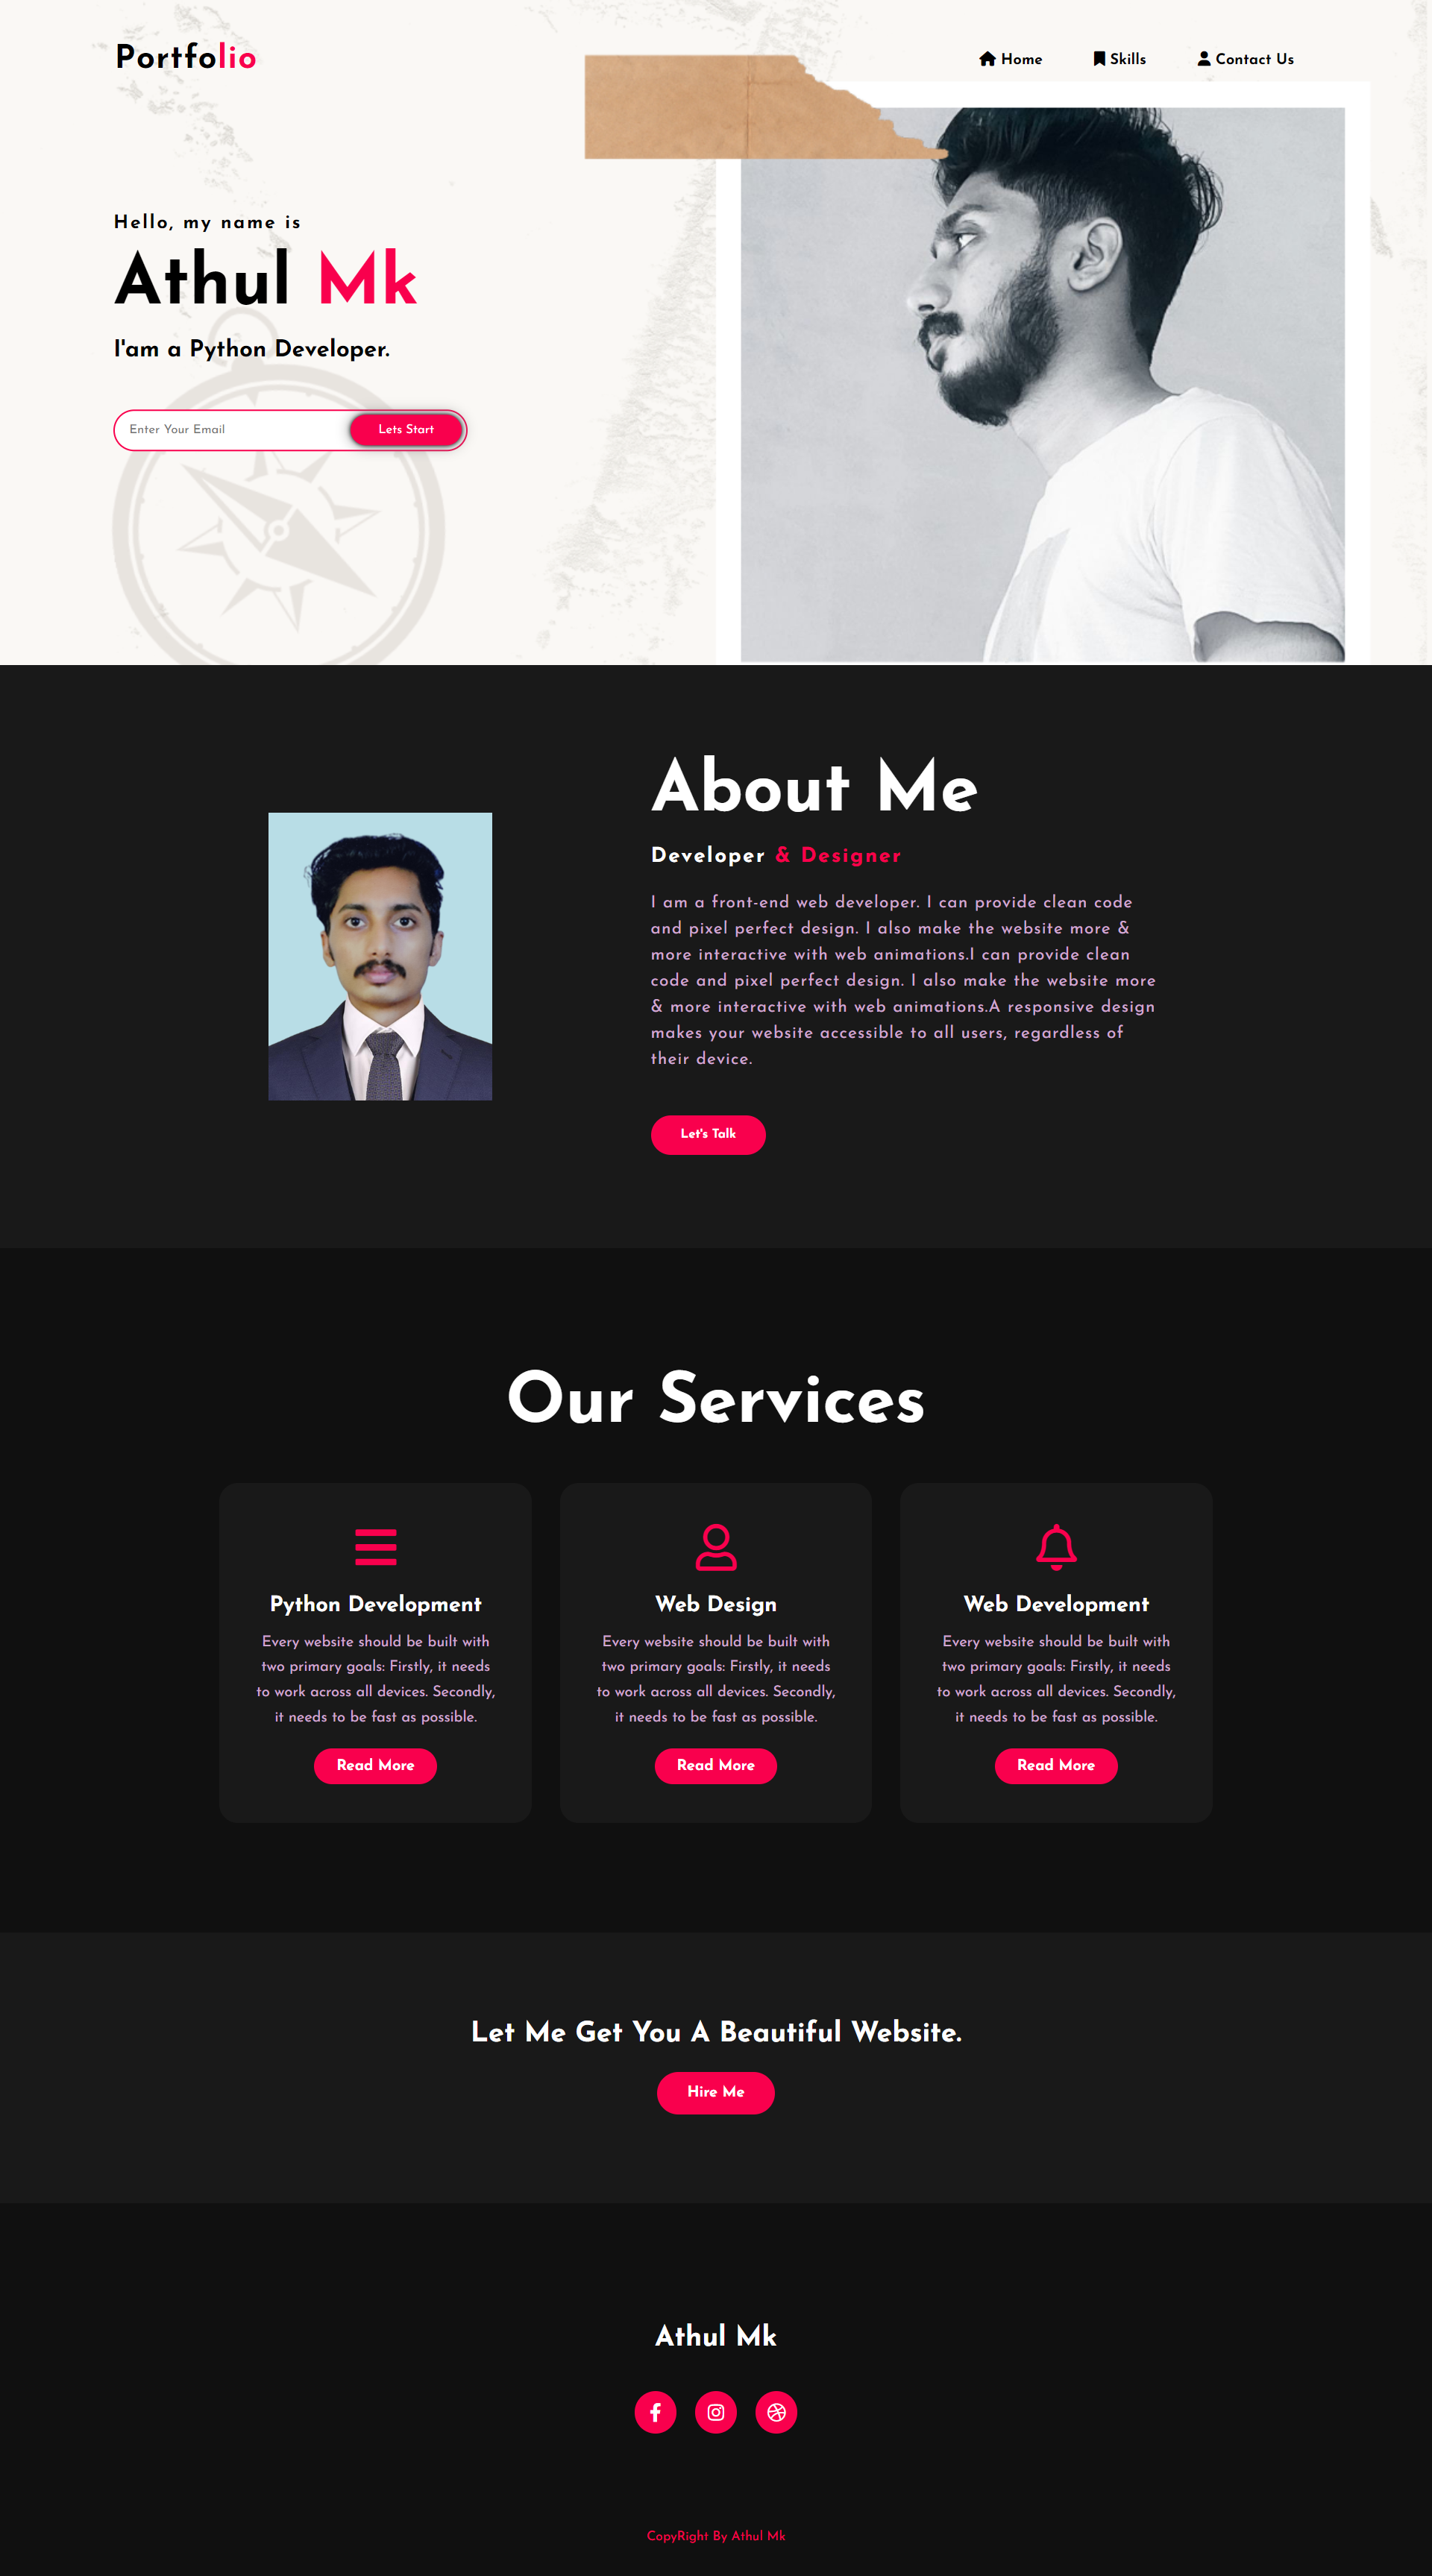 Portfolio
Home
Skills
Contact Us
Hello, my name is
Athul Mk
I'am a Python Developer.
Enter Your Email
Lets Start
About Me
Developer & Designer
I am a front-end web developer. I can provide clean code
and pixel perfect design. I also make the website more &
more interactive with web animations.I can provide clean
code and pixel perfect design. I also make the website more
& more interactive with web animations.A responsive design
makes your website accessible to all users, regardless of
their device.
Let's Talk
Our Services
Python Development
Every website should be built with
two primary goals: Firstly, it needs
to work across all devices. Secondly,
it needs to be fast as possible.
Read More
Web Design
Every website should be built with
two primary goals: Firstly, it needs
to work across all devices. Secondly,
it needs to be fast as possible.
Read More
Web Development
Every website should be built with
two primary goals: Firstly, it needs
to work across all devices. Secondly,
it needs to be fast as possible.
Read More
Let Me Get You A Beautiful Website.
Hire Me
Athul Mk
CopyRight By Athul Mk